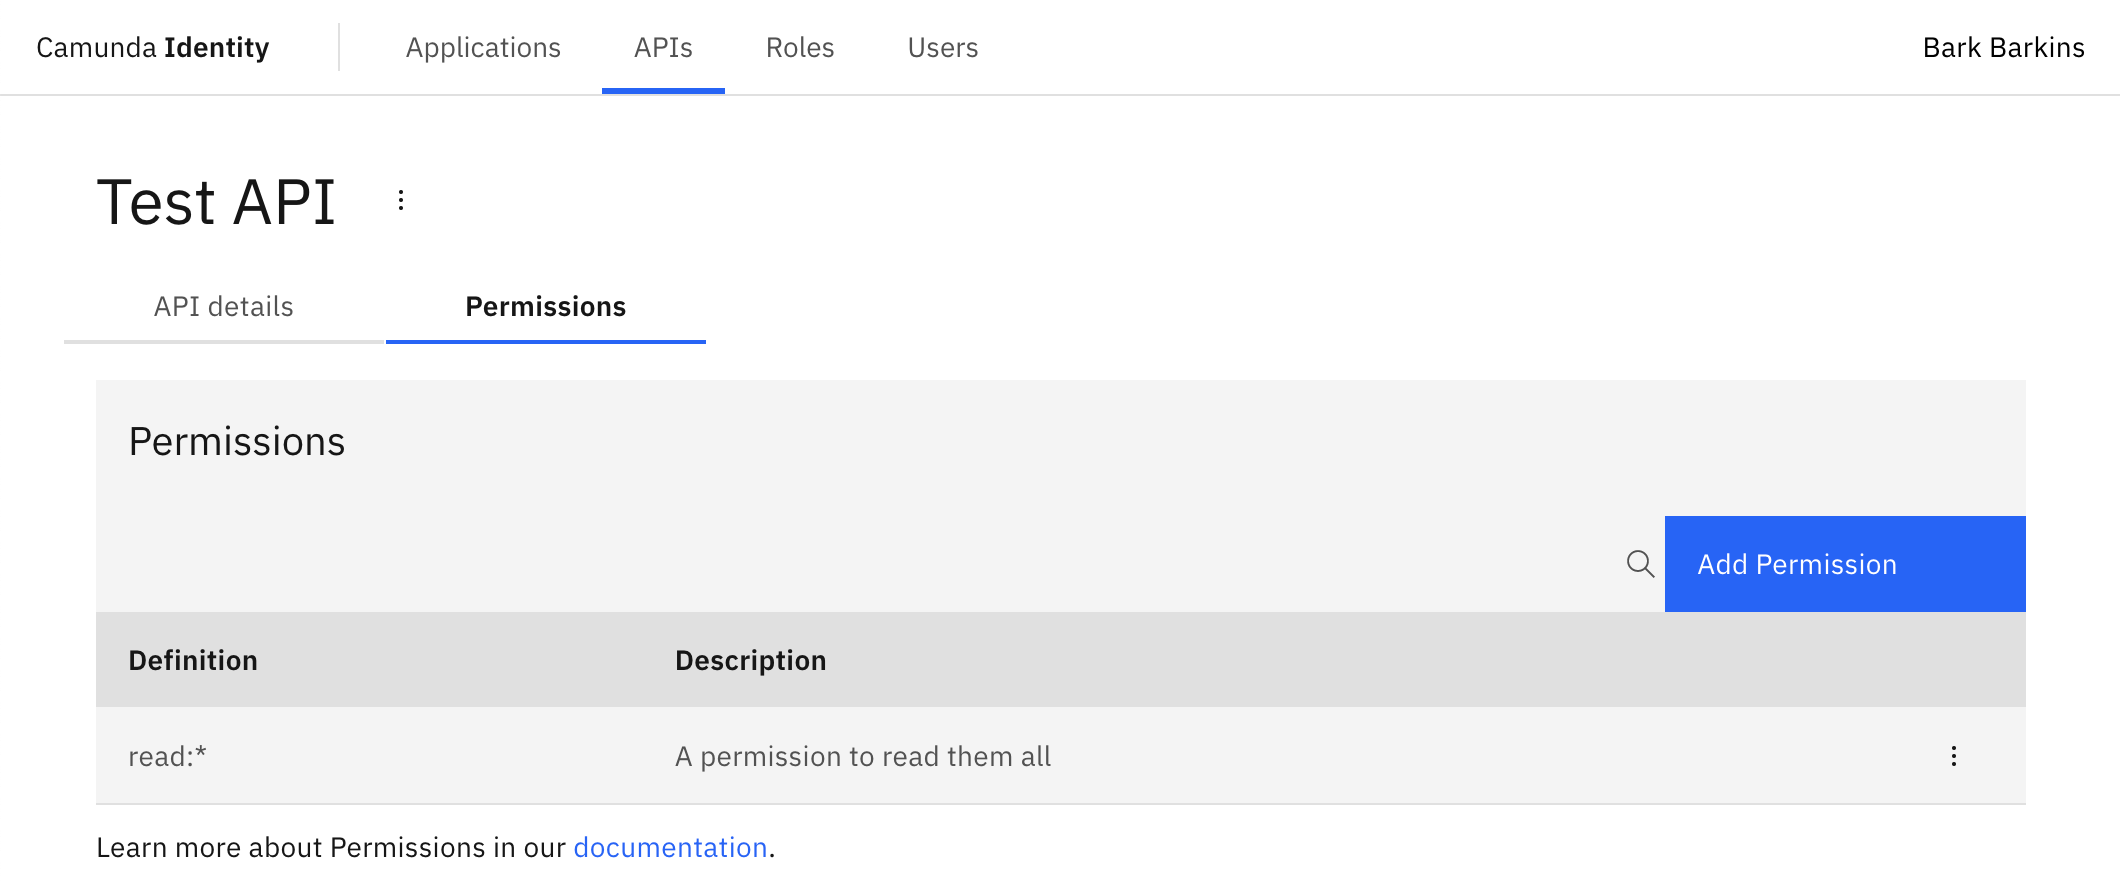 Camunda Identity Applications APIs Roles Users Bark Barkins
Test API
API details Permissions
Permissions
Add Permission
Definition Description
read:* A permission to read them all
Learn more about Permissions in our documentation.